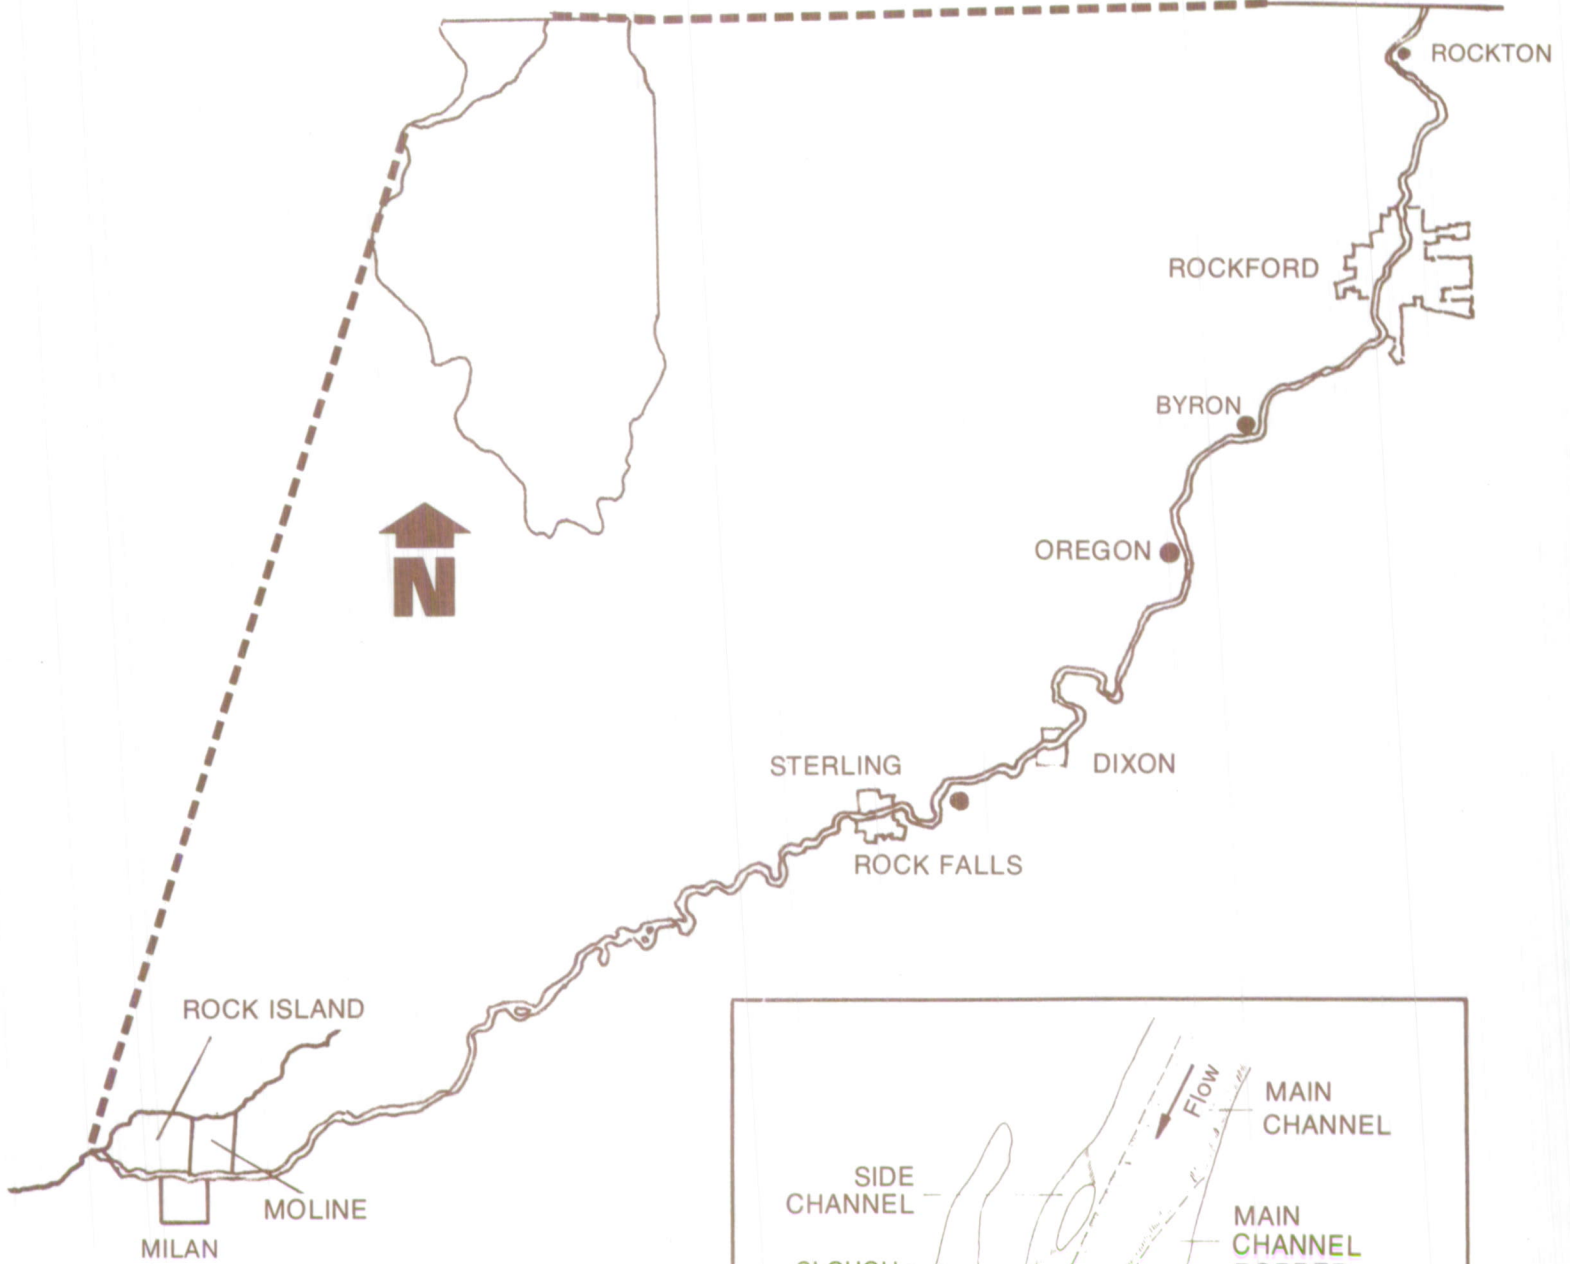 ROCKTON
ROCKFORD
BYRON
OREGON
DIXON
STERLING
ROCK FALLS
ROCK ISLAND
MOLINE
MILAN
N
Flow
MAIN
CHANNEL
SIDE
CHANNEL
MAIN
CHANNEL